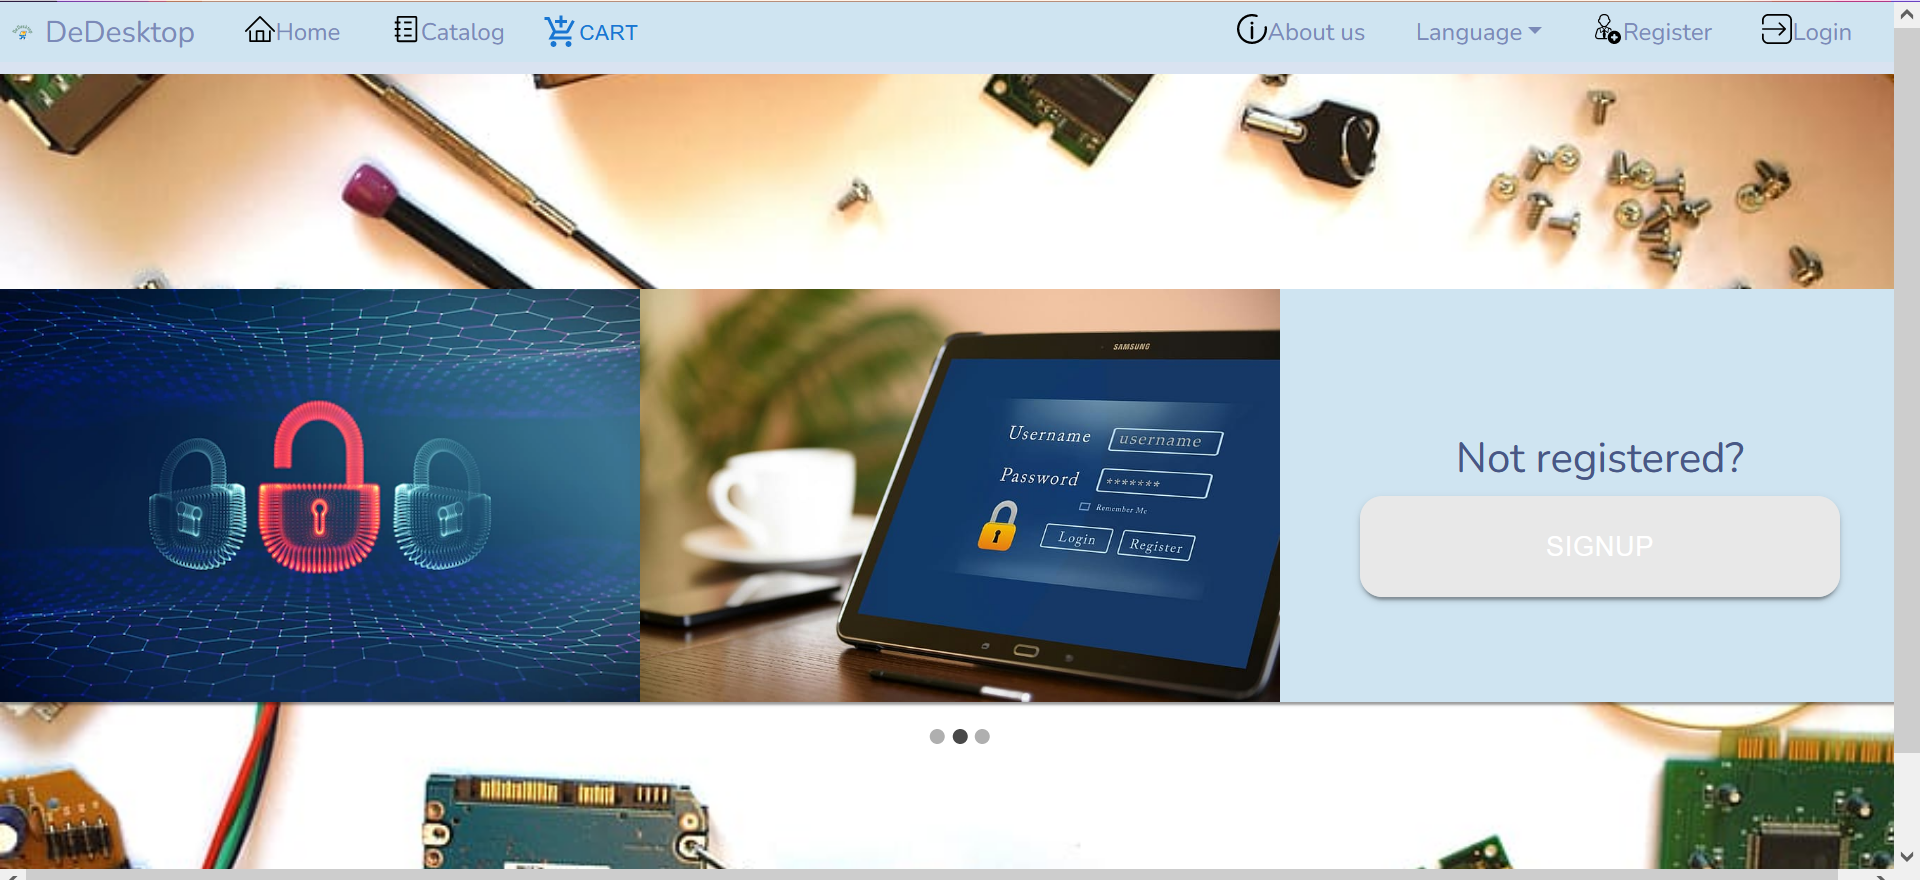 DeDesktop Home Catalog CART About us Language Register Login
SAMSUNG
Username username
Password *******
Remember Me
Login Register
Not registered?
SIGNUP